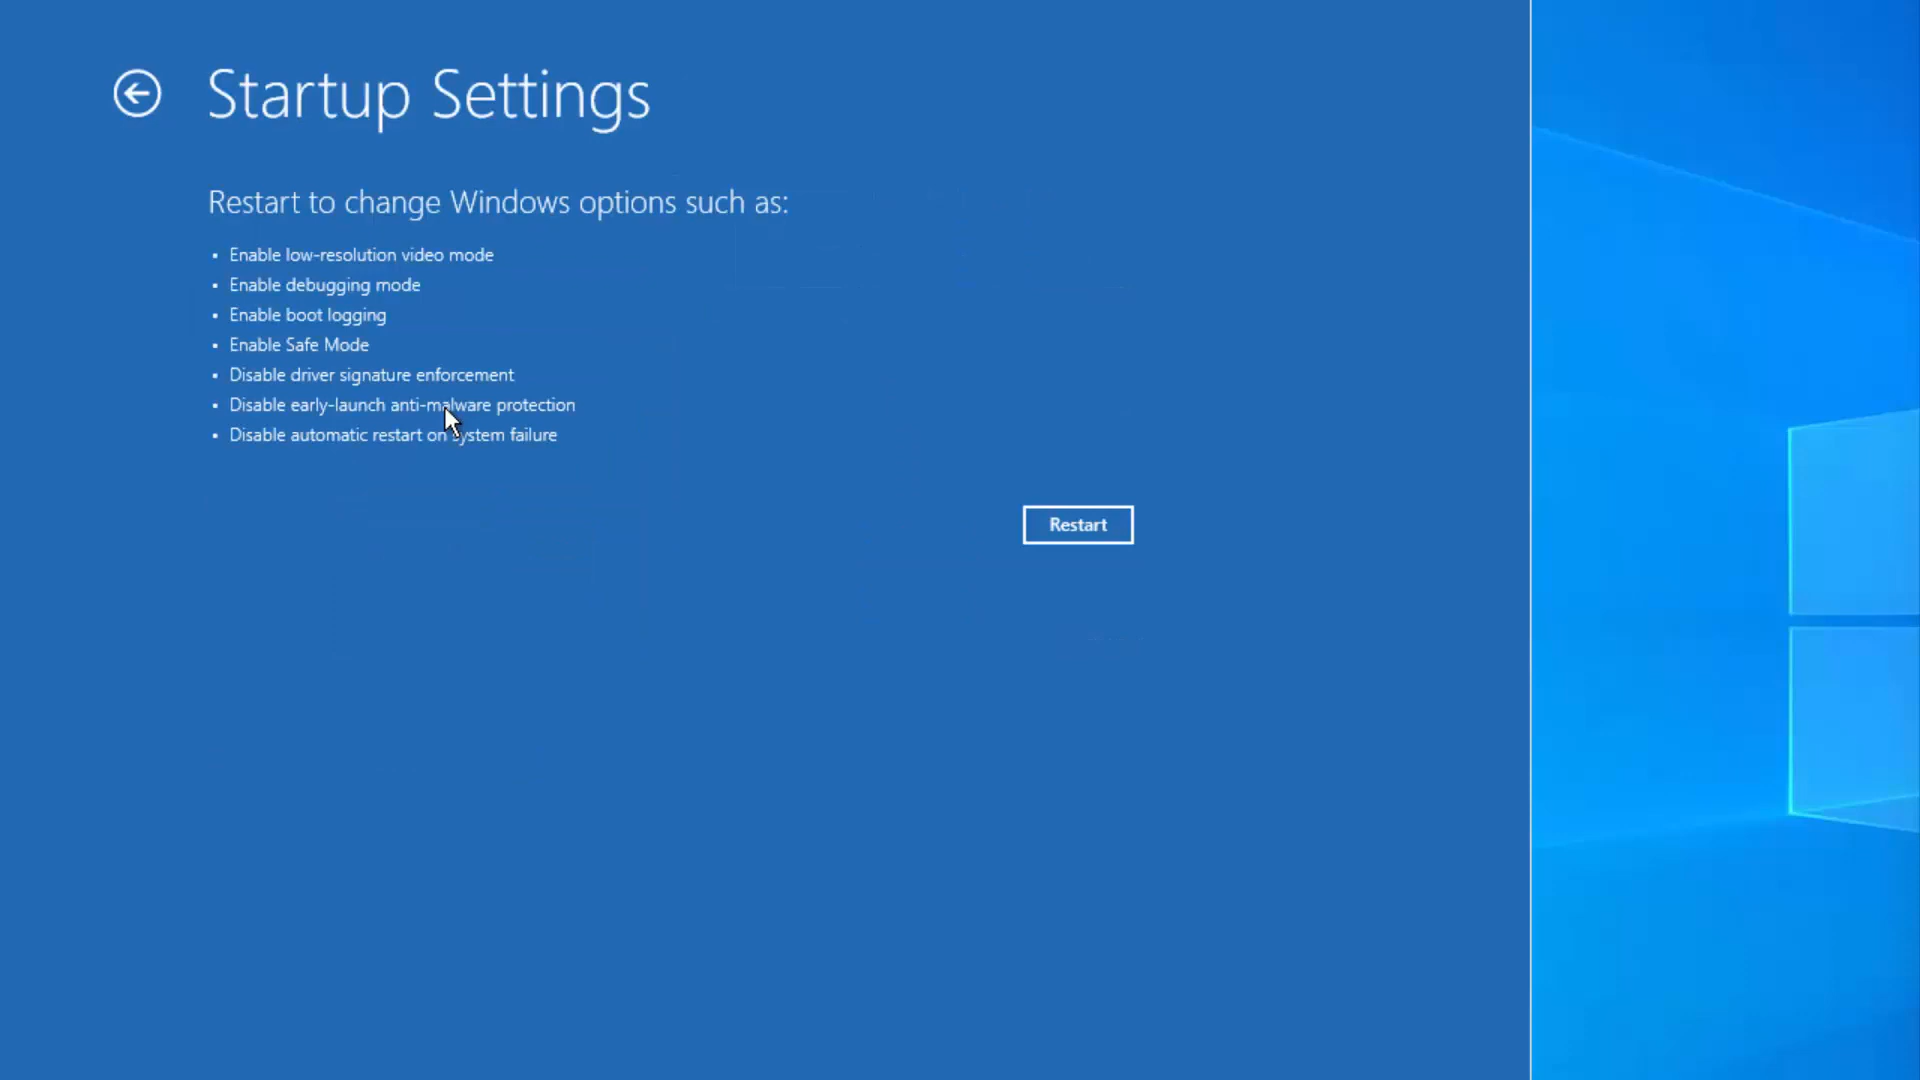 Startup Settings
Restart to change Windows options such as:
• Enable low-resolution video mode
• Enable debugging mode
• Enable boot logging
• Enable Safe Mode
• Disable driver signature enforcement
• Disable early-launch anti-malware protection
• Disable automatic restart on system failure
Restart